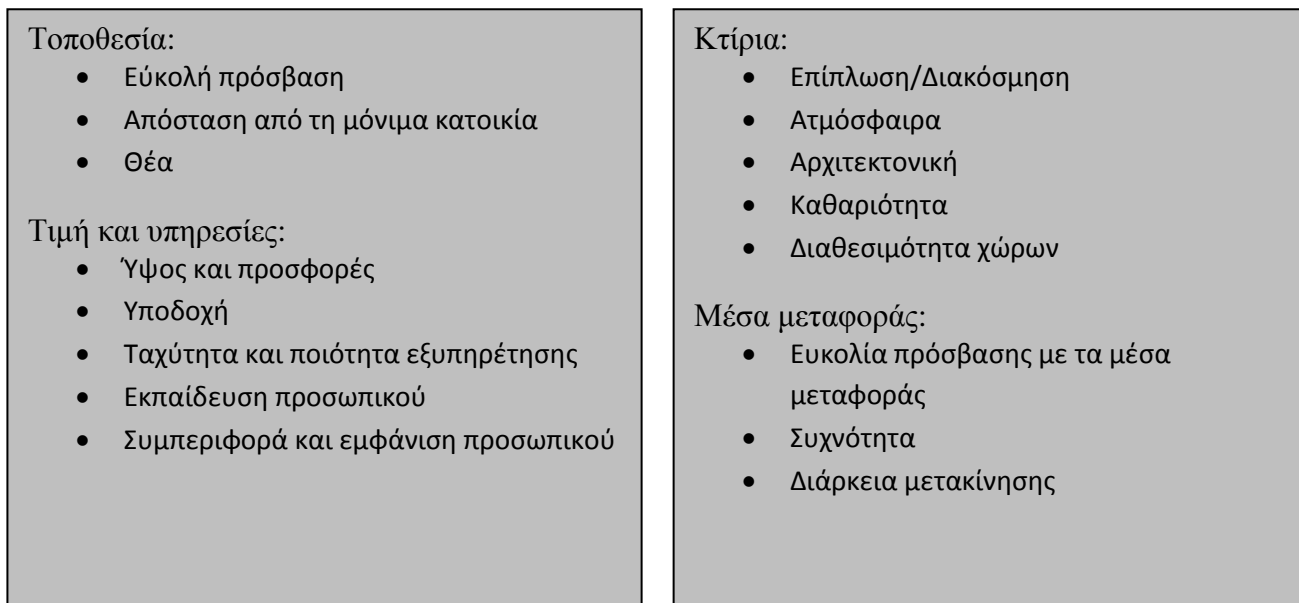 Τοποθεσία:
• Εύκολή πρόσβαση
• Απόσταση από τη μόνιμα κατοικία
• Θέα
Τιμή και υπηρεσίες:
• Ύψος και προσφορές
• Υποδοχή
• Ταχύτητα και ποιότητα εξυπηρέτησης
• Εκπαίδευση προσωπικού
• Συμπεριφορά και εμφάνιση προσωπικού
Κτίρια:
• Επίπλωση/Διακόσμηση
• Ατμόσφαιρα
• Αρχιτεκτονική
• Καθαριότητα
• Διαθεσιμότητα χώρων
Μέσα μεταφοράς:
• Ευκολία πρόσβασης με τα μέσα
μεταφοράς
• Συχνότητα
• Διάρκεια μετακίνησης